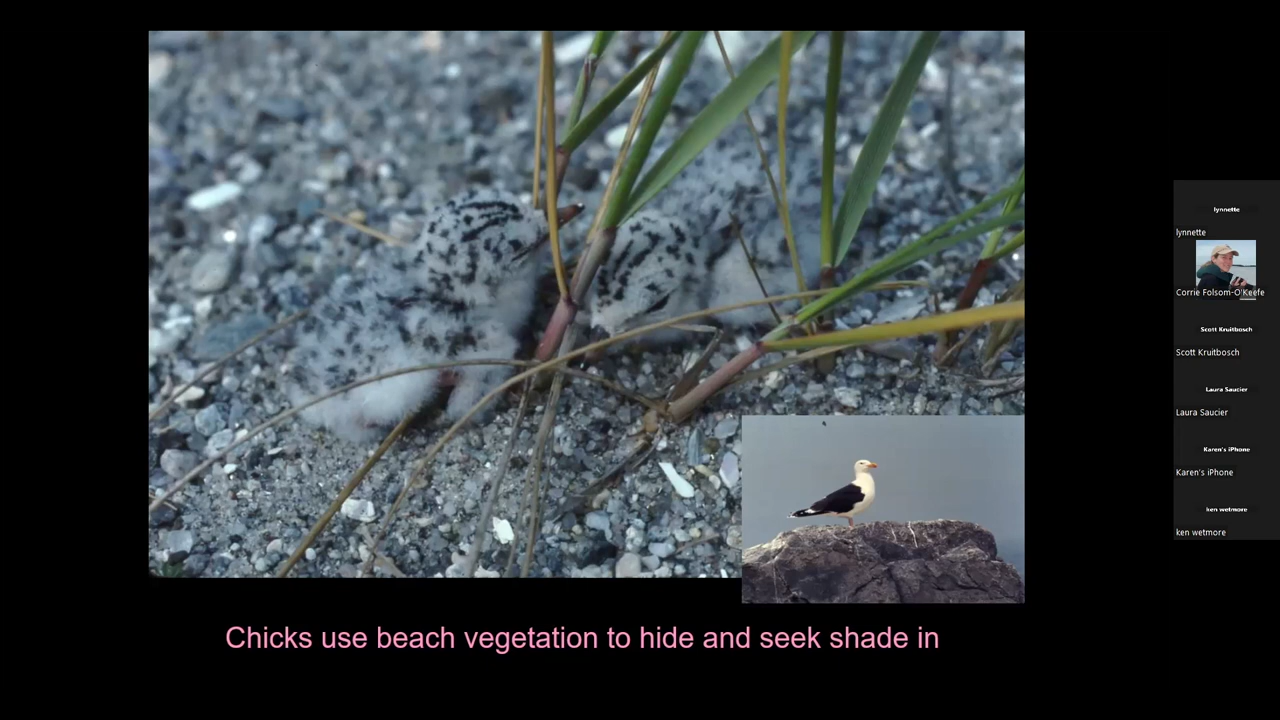 Chicks use beach vegetation to hide and seek shade in
lynnette
lynnette
Corrie Folsom-O'Keefe
Scott Kruitbosch
Scott Kruitbosch
Laura Saucier
Laura Saucier
Karen's iPhone
Karen's iPhone
ken wetmore
ken wetmore